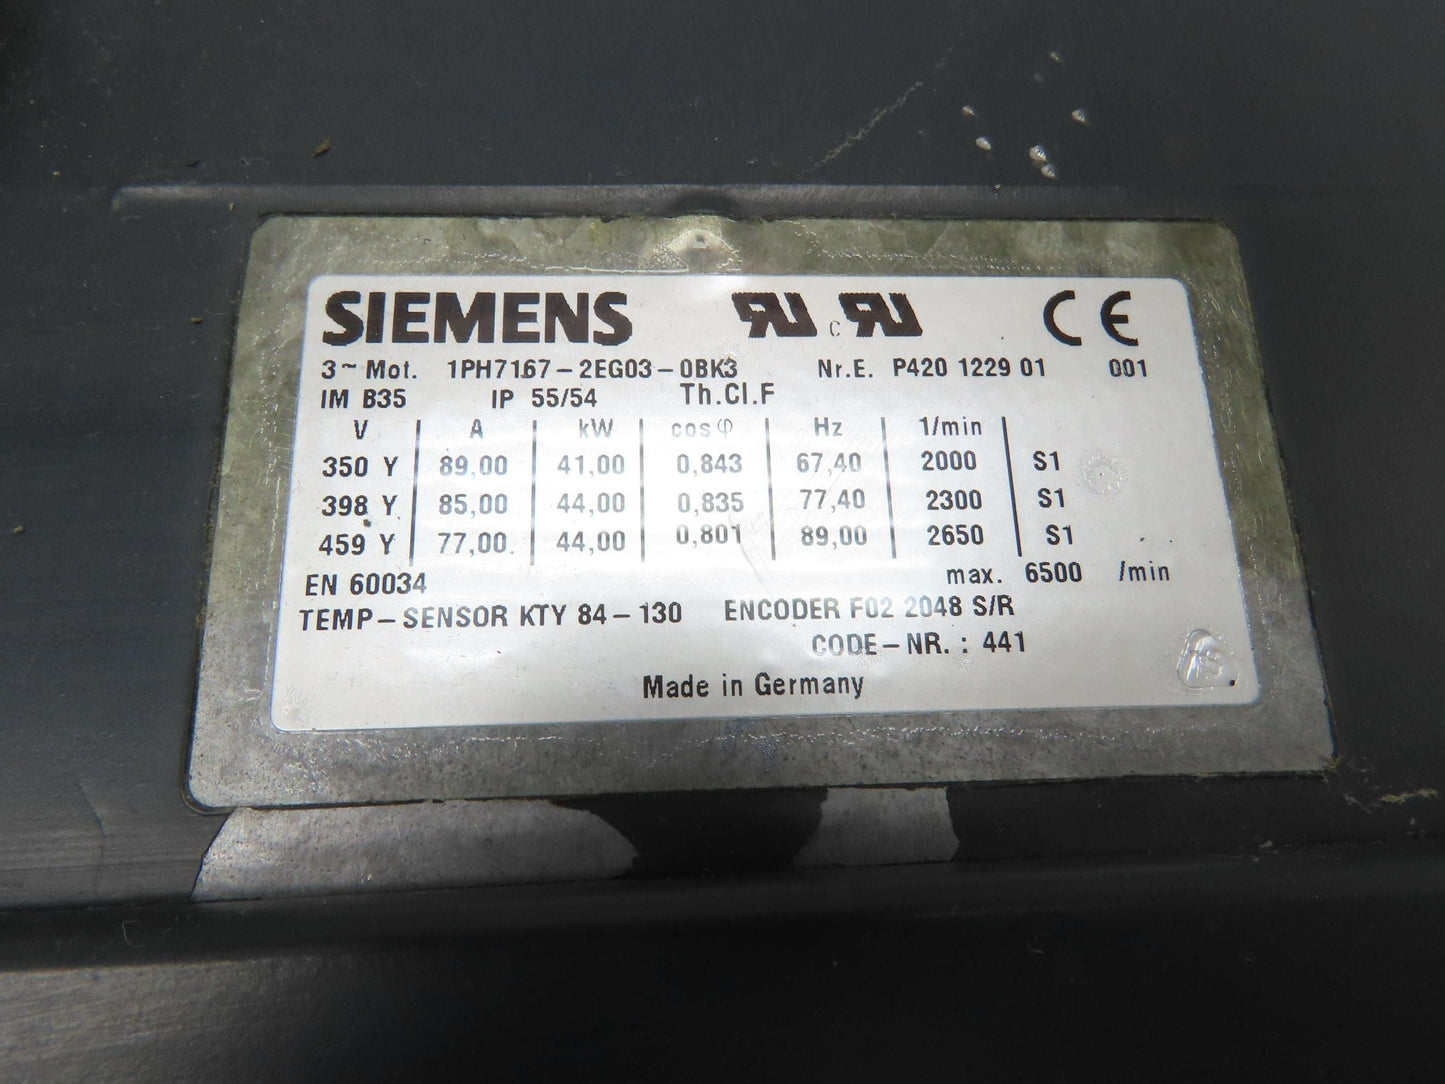 SIEMENS RU c RU CE
3~ Mot. 1PH7167-2EG03-0BK3 Nr.E. P420 1229 01 001
IM B35 IP 55/54 Th.Cl.F
V A kW cosφ Hz 1/min
350 Y 89,00 41,00 0,843 67,40 2000 S1
398 Y 85,00 44,00 0,835 77,40 2300 S1
459 Y 77,00 44,00 0,801 89,00 2650 S1
EN 60034 max. 6500 /min
TEMP-SENSOR KTY 84-130 ENCODER F02 2048 S/R
CODE-NR. : 441
Made in Germany